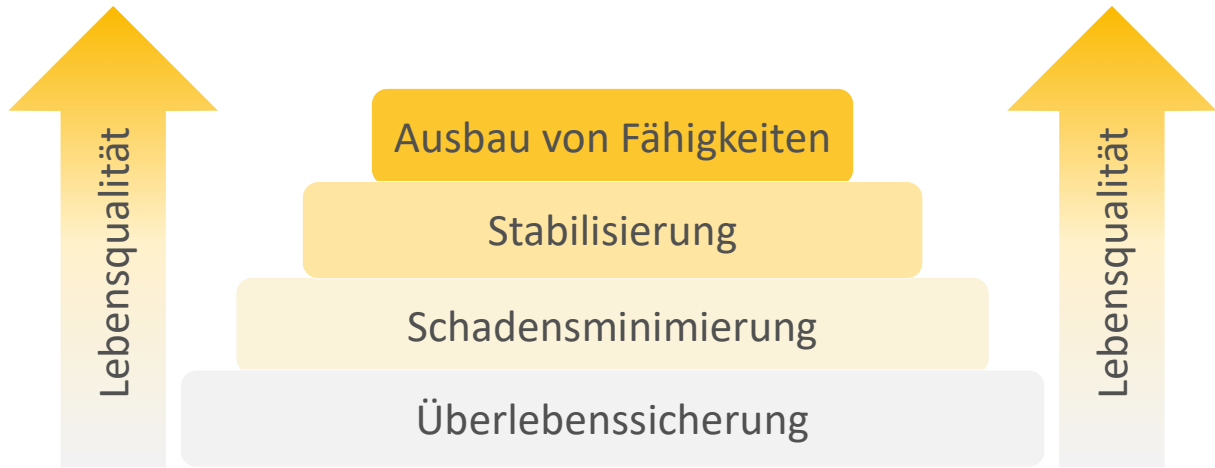 Lebensqualität
Ausbau von Fähigkeiten
Stabilisierung
Schadensminimierung
Überlebenssicherung
Lebensqualität